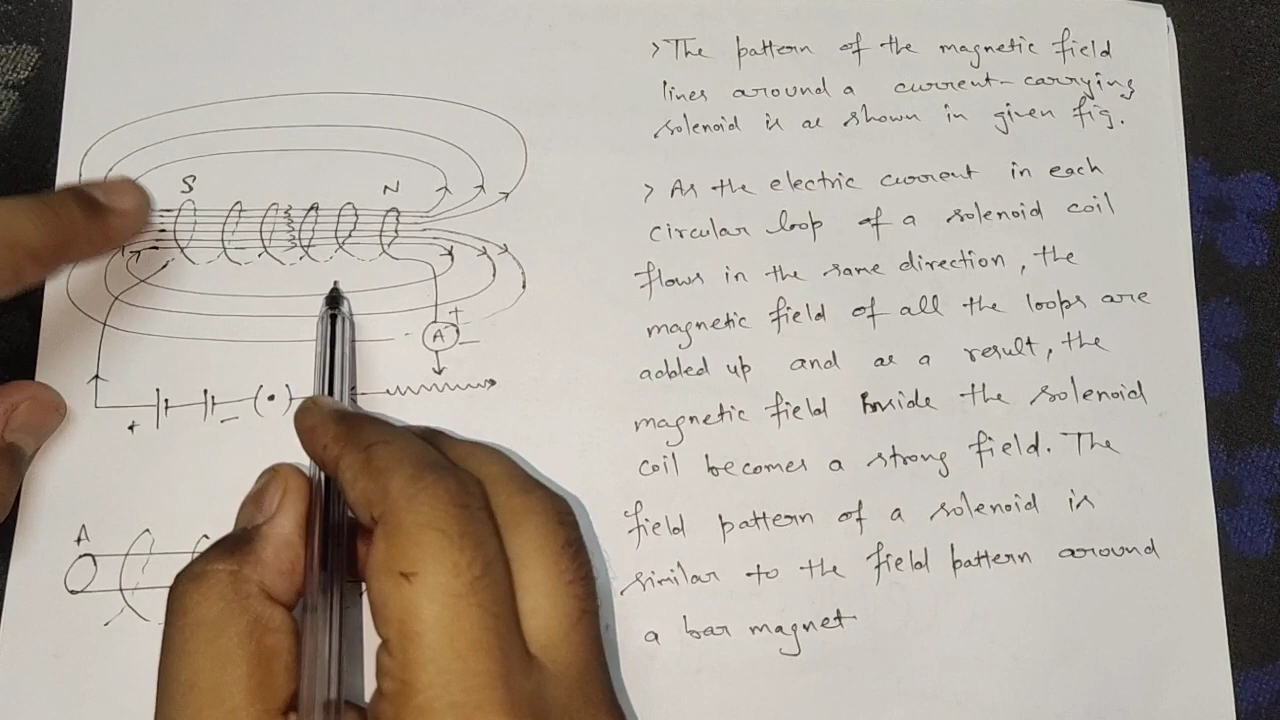 > The pattern of the magnetic field
lines around a current-carrying
solenoid is as shown in given fig.
> As the electric current in each
circular loop of a solenoid coil
flows in the same direction, the
magnetic field of all the loops are
added up and as a result, the
magnetic field inside the solenoid
coil becomes a strong field. The
field pattern of a solenoid is
similar to the field pattern around
a bar magnet
S N
+
A
-
+ -
A